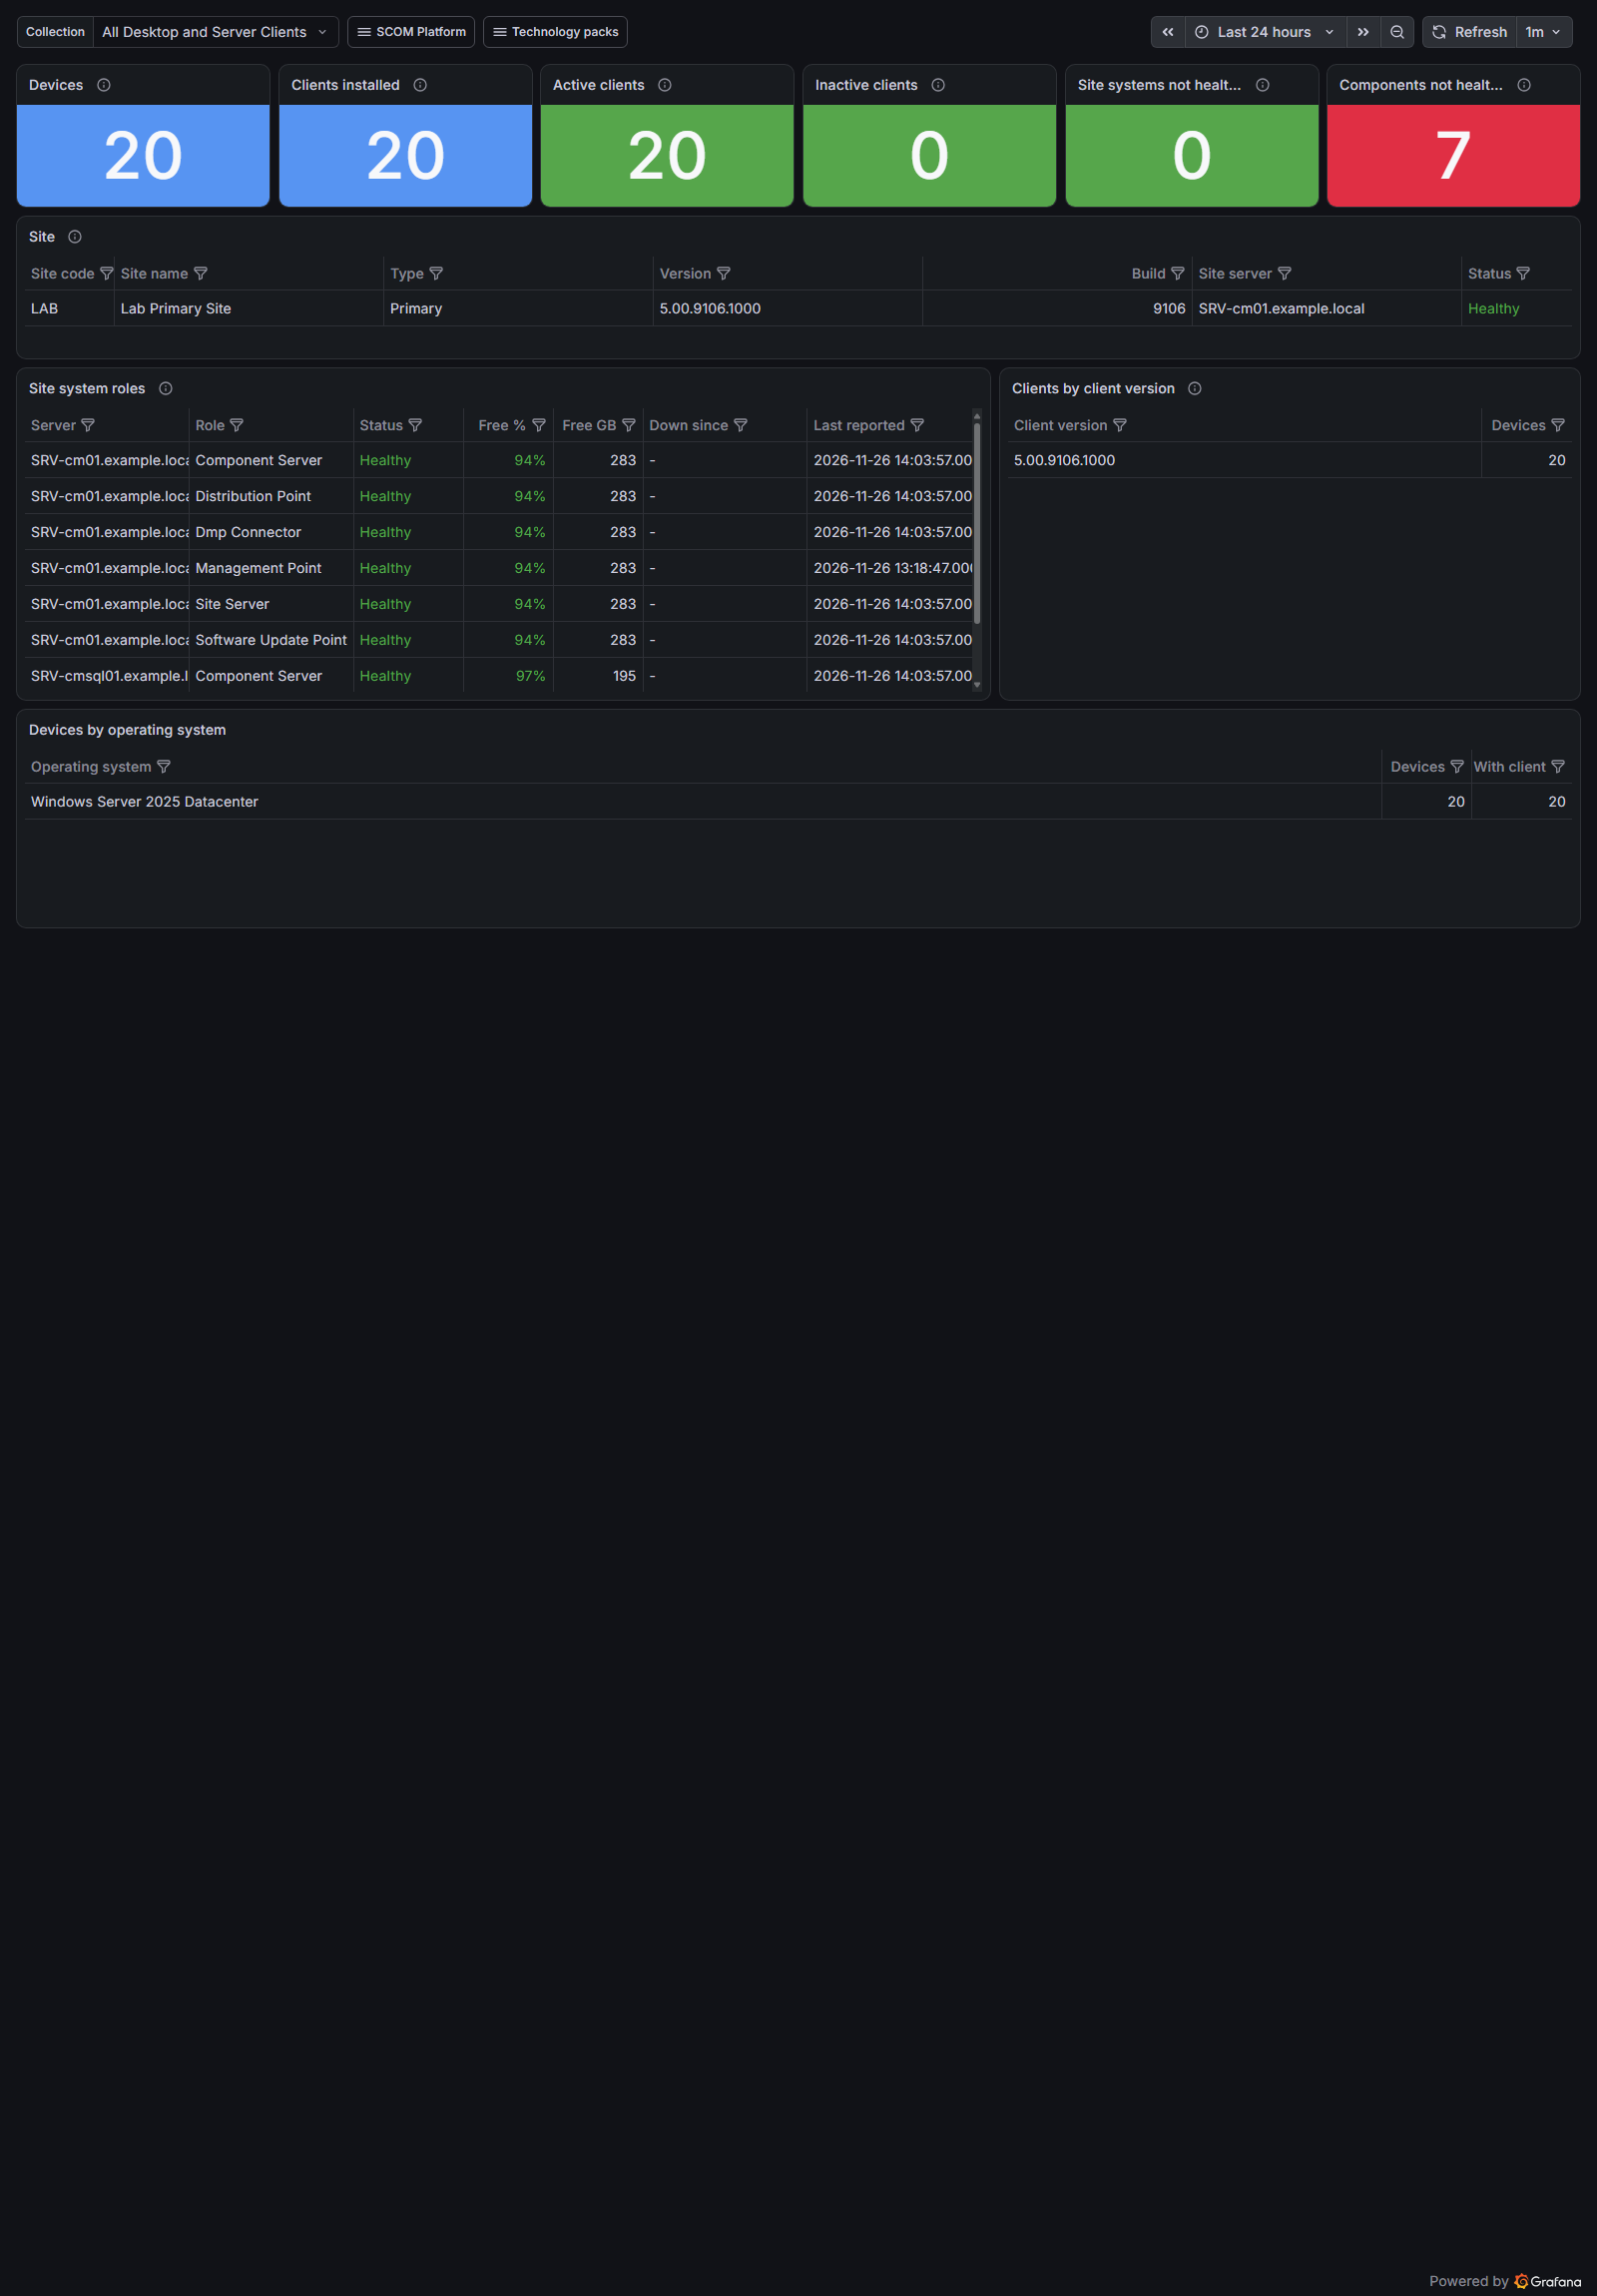 Collection All Desktop and Server Clients SCOM Platform Technology packs Last 24 hours Refresh 1m
Devices Clients installed Active clients Inactive clients Site systems not healt... Components not healt...
20 20 20 0 0 7
Site
Site code Site name Type Version Build Site server Status
LAB Lab Primary Site Primary 5.00.9106.1000 9106 SRV-cm01.example.local Healthy
Site system roles
Server Role Status Free % Free GB Down since Last reported
SRV-cm01.example.loca Component Server Healthy 94% 283 - 2026-11-26 14:03:57.00
SRV-cm01.example.loca Distribution Point Healthy 94% 283 - 2026-11-26 14:03:57.00
SRV-cm01.example.loca Dmp Connector Healthy 94% 283 - 2026-11-26 14:03:57.00
SRV-cm01.example.loca Management Point Healthy 94% 283 - 2026-11-26 13:18:47.000
SRV-cm01.example.loca Site Server Healthy 94% 283 - 2026-11-26 14:03:57.00
SRV-cm01.example.loca Software Update Point Healthy 94% 283 - 2026-11-26 14:03:57.00
SRV-cmsql01.example.l Component Server Healthy 97% 195 - 2026-11-26 14:03:57.00
Clients by client version
Client version Devices
5.00.9106.1000 20
Devices by operating system
Operating system Devices With client
Windows Server 2025 Datacenter 20 20
Powered by Grafana